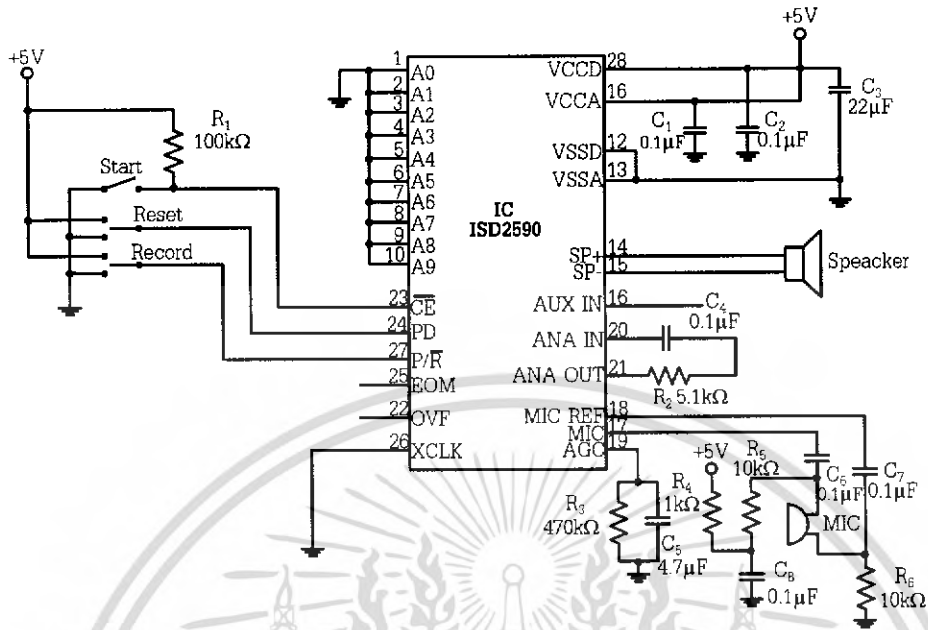 +5V
R1
100kΩ
Start
Reset
Record
1 A0
2 A1
3 A2
4 A3
5 A4
6 A5
7 A6
8 A7
9 A8
10 A9
23 CE
24 PD
27 P/R
25 EOM
22 OVF
26 XCLK
IC
ISD2590
+5V
VCCD 28
VCCA 16
VSSD 12
VSSA 13
C1
0.1µF
C2
0.1µF
C3
22µF
SP+ 14
SP- 15
Speacker
AUX IN 16
C4
0.1µF
ANA IN 20
ANA OUT 21
R2 5.1kΩ
MIC REF 18
MIC 17
AGC 19
R3
470kΩ
C5
4.7µF
+5V
R4
1kΩ
R5
10kΩ
C8
0.1µF
C6
0.1µF
C7
0.1µF
MIC
R6
10kΩ